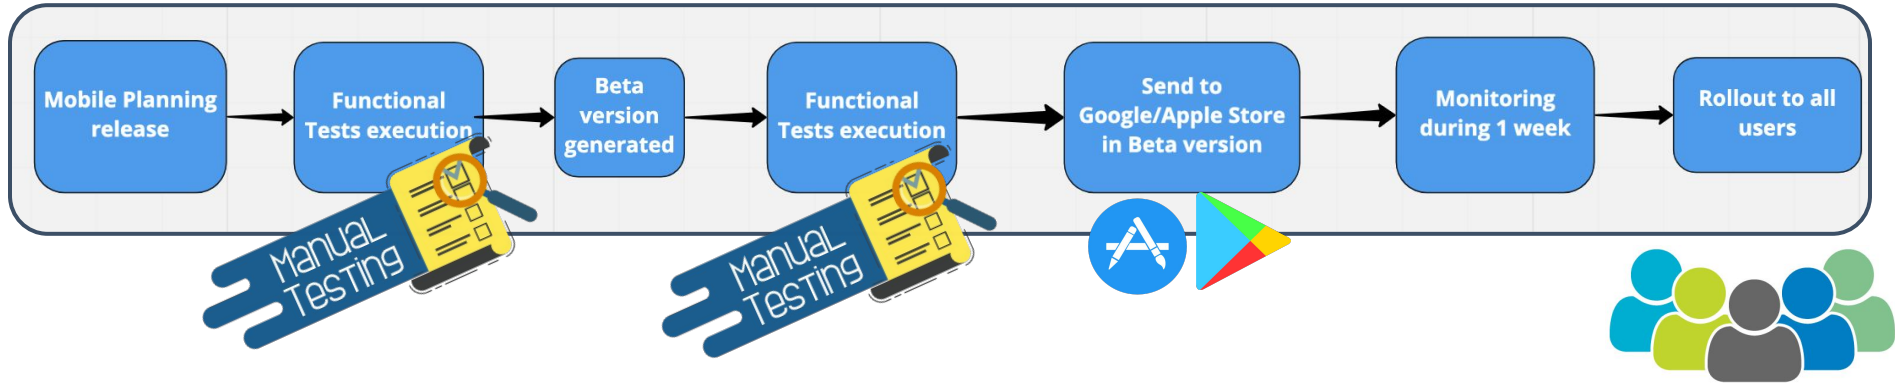 Mobile Planning
release
Functional
Tests execution
Beta
version
generated
Functional
Tests execution
Send to
Google/Apple Store
in Beta version
Monitoring
during 1 week
Rollout to all
users
Manual
Testing
Manual
Testing